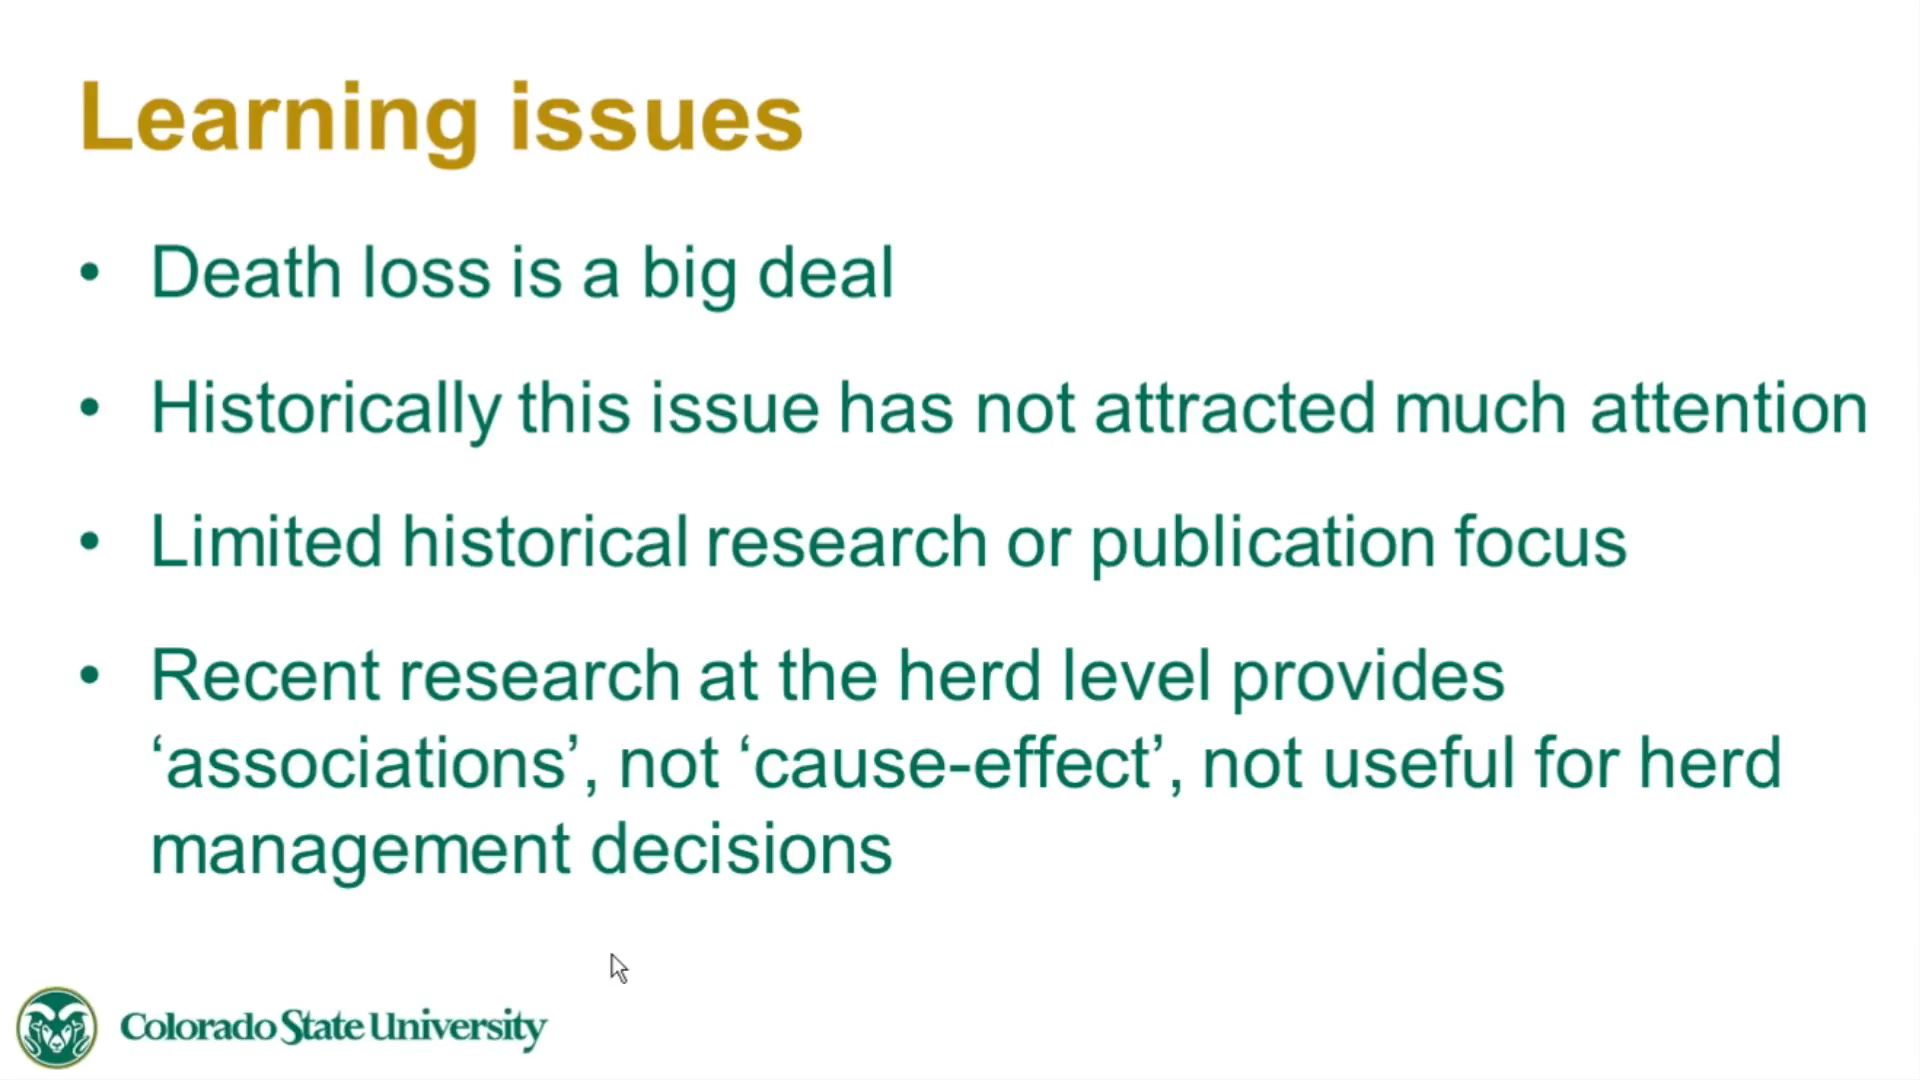 Learning issues
• Death loss is a big deal
• Historically this issue has not attracted much attention
• Limited historical research or publication focus
• Recent research at the herd level provides
‘associations’, not ‘cause-effect’, not useful for herd
management decisions
Colorado State University